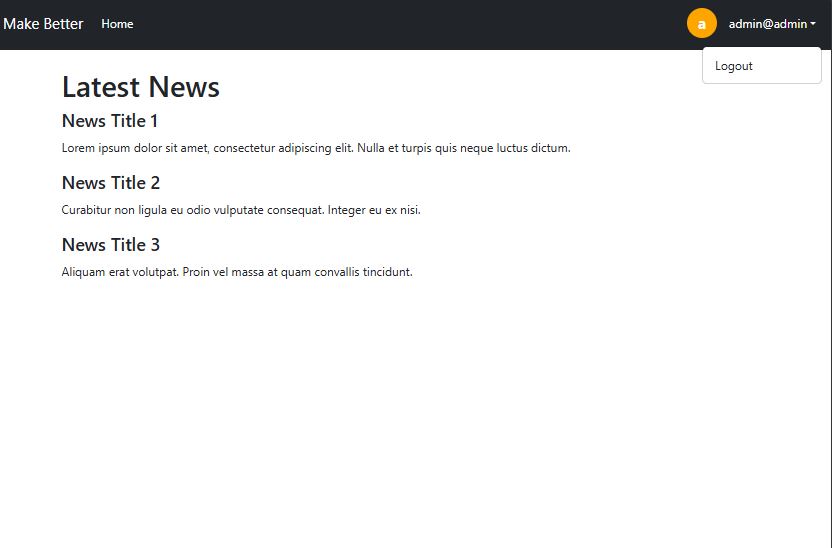 Make Better Home a admin@admin
Logout
Latest News
News Title 1
Lorem ipsum dolor sit amet, consectetur adipiscing elit. Nulla et turpis quis neque luctus dictum.
News Title 2
Curabitur non ligula eu odio vulputate consequat. Integer eu ex nisi.
News Title 3
Aliquam erat volutpat. Proin vel massa at quam convallis tincidunt.